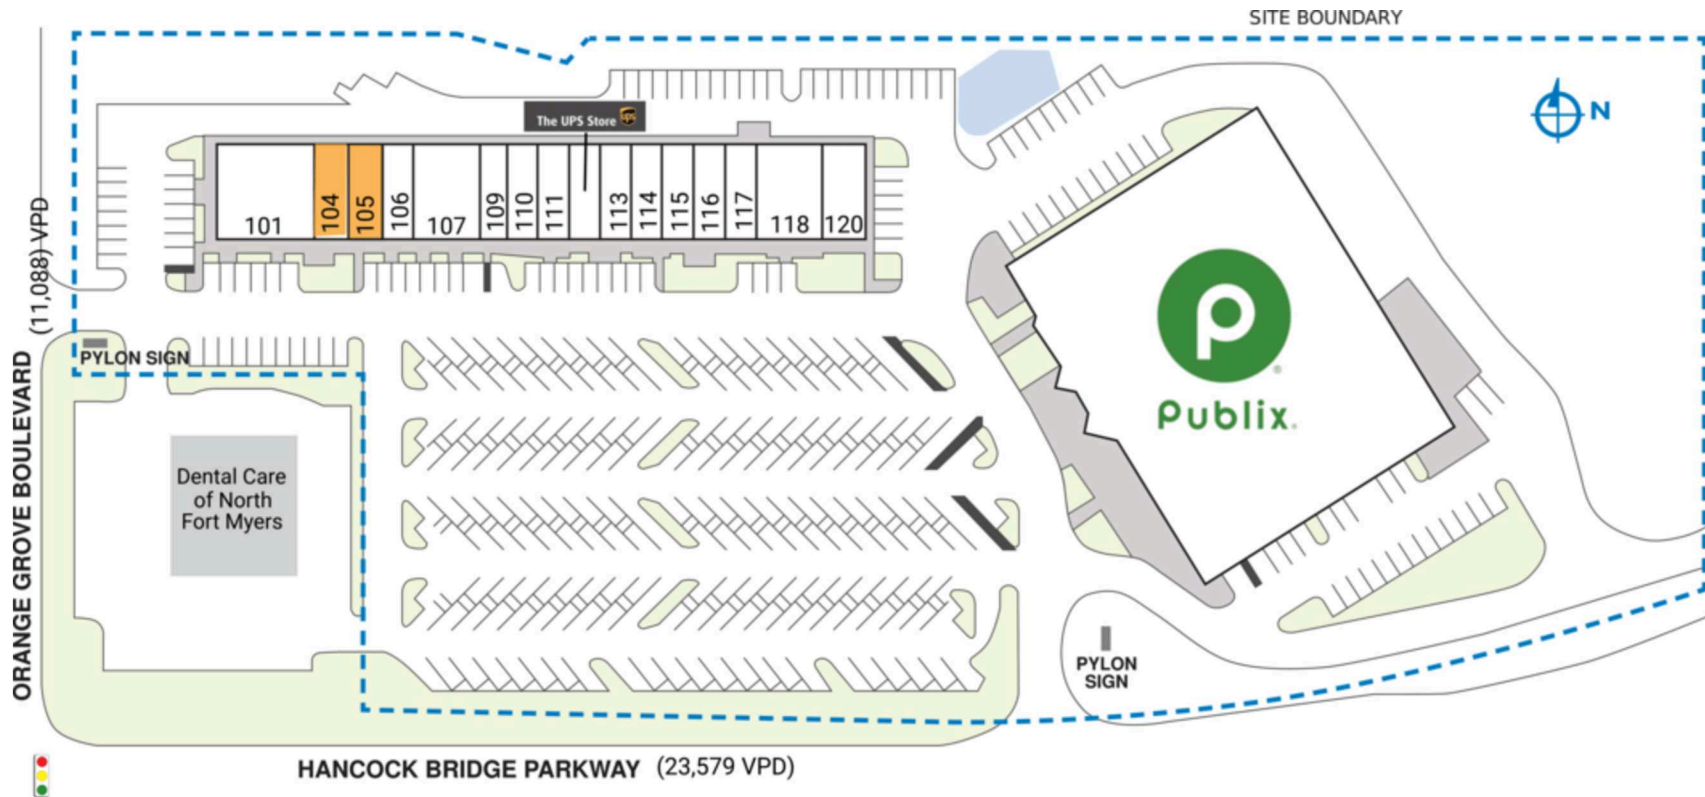 SITE BOUNDARY
The UPS Store
ups
N
101
104
105
106
107
109
110
111
113
114
115
116
117
118
120
(11,088) VPD
ORANGE GROVE BOULEVARD
PYLON SIGN
Publix®
Dental Care
of North
Fort Myers
PYLON
SIGN
HANCOCK BRIDGE PARKWAY (23,579 VPD)